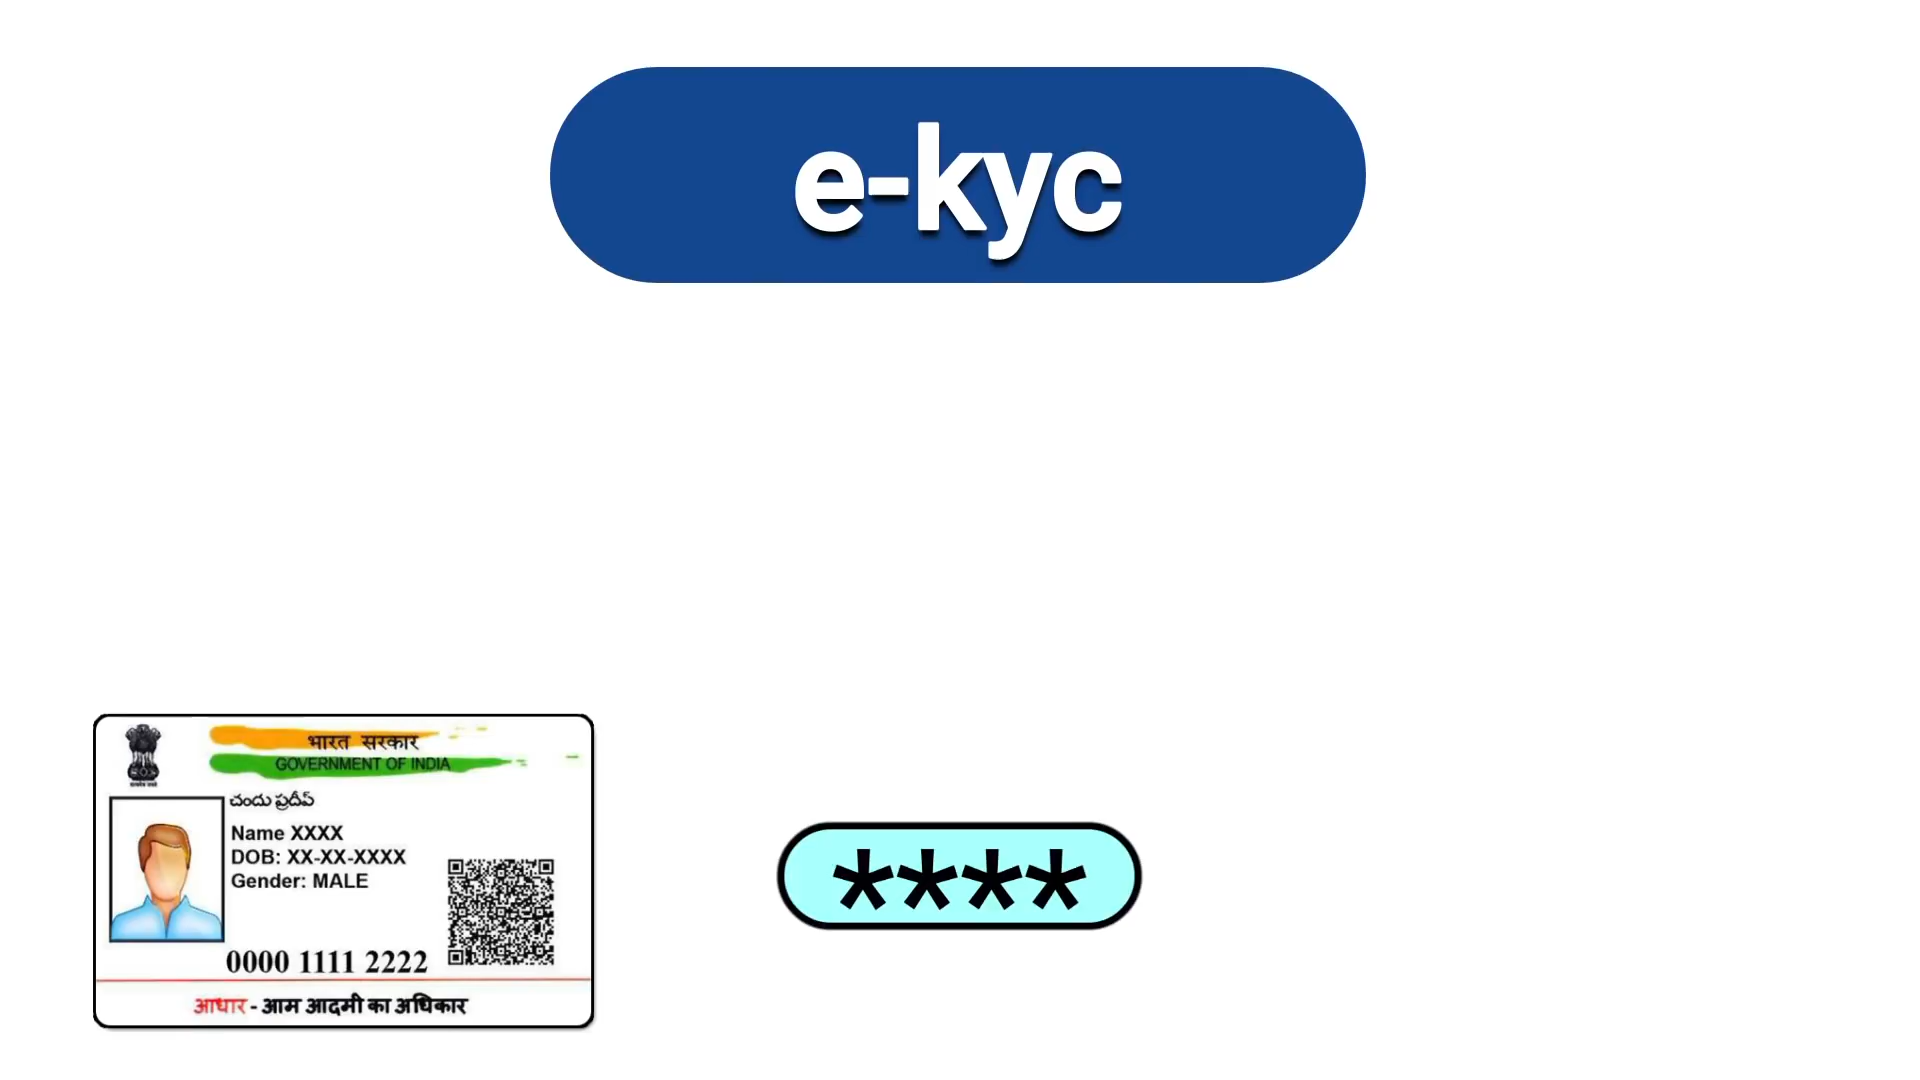 e-kyc
भारत सरकार
GOVERNMENT OF INDIA
చందు ప్రదీప్
Name XXXX
DOB: XX-XX-XXXX
Gender: MALE
0000 1111 2222
आधार - आम आदमी का अधिकार
****